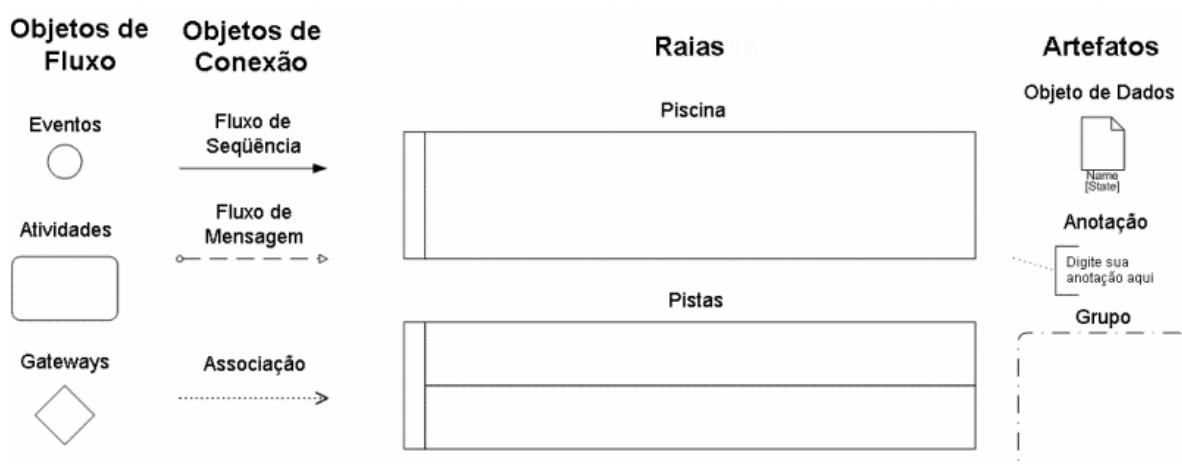 Objetos de
Fluxo
Eventos
Atividades
Gateways
Objetos de
Conexão
Fluxo de
Seqüência
Fluxo de
Mensagem
Associação
Raias
Piscina
Pistas
Artefatos
Objeto de Dados
Name
[State]
Anotação
Digite sua
anotação aqui
Grupo